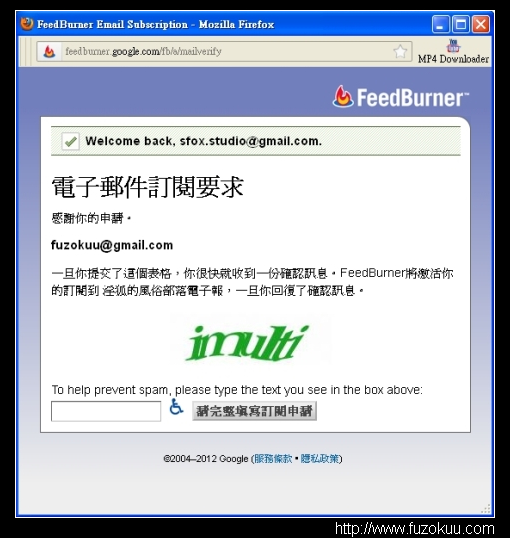 FeedBurner Email Subscription - Mozilla Firefox
feedburner.google.com/fb/a/mailverify
MP4 Downloader
FeedBurner™
Welcome back, sfox.studio@gmail.com.
電子郵件訂閱要求
感謝你的申請。
fuzokuu@gmail.com
一旦你提交了這個表格，你很快就收到一份確認訊息。FeedBurner將激活你
的訂閱到 淫狐的風俗部落電子報，一旦你回復了確認訊息。
imulti
To help prevent spam, please type the text you see in the box above:
請完整填寫訂閱申請
©2004–2012 Google (服務條款 • 隱私政策)
http://www.fuzokuu.com